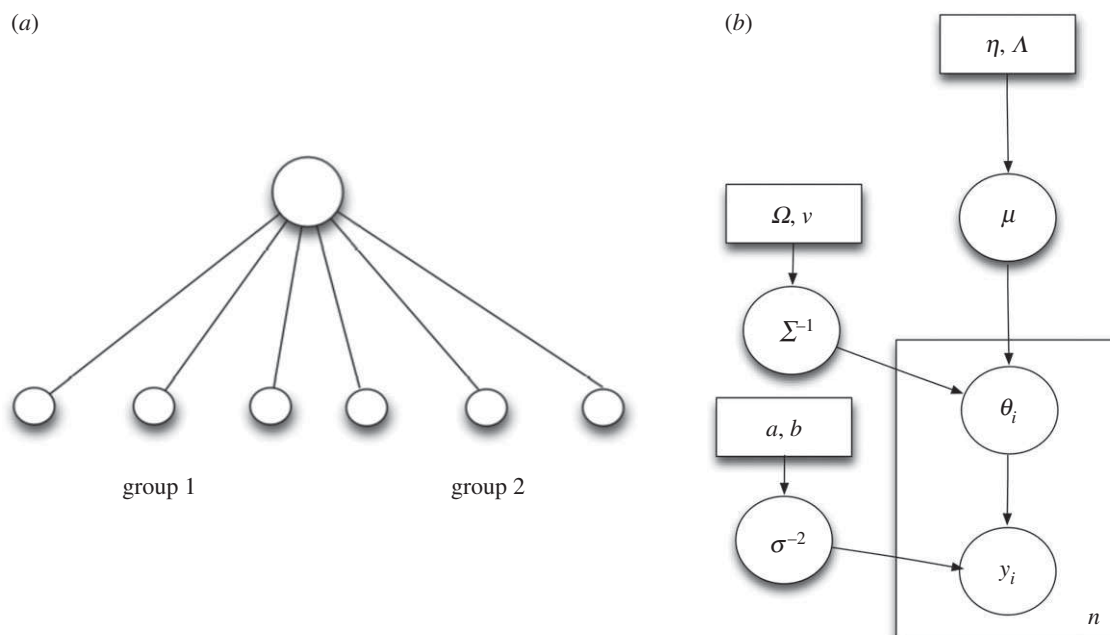 (a)
group 1
group 2
(b)
η, Λ
μ
Ω, v
Σ⁻¹
θᵢ
a, b
σ⁻²
yᵢ
n